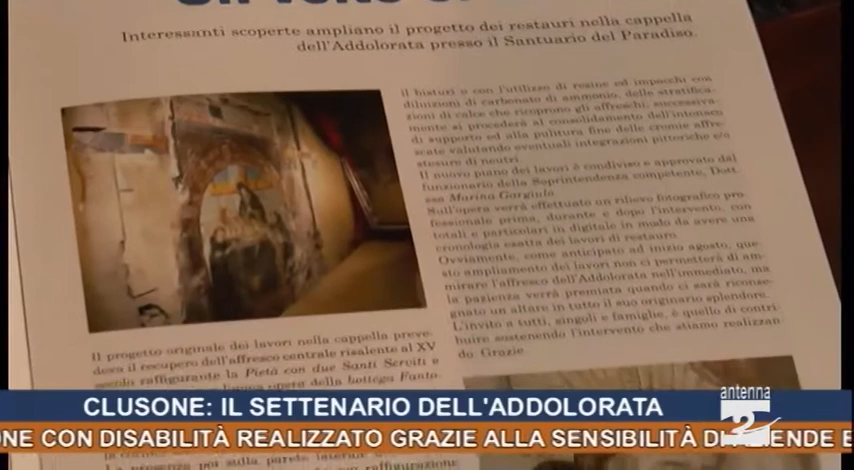 Interessanti scoperte ampliano il progetto dei restauri nella cappella
dell'Addolorata presso il Santuario del Paradiso.
il bisturi o con l'utilizzo di resine ed impacchi con
diluizioni di carbonato di ammonio, delle stratifica-
zioni di calce che ricoprono gli affreschi, successiva-
mente si procederà al consolidamento dell'intonaco
di supporto ed alla pulitura fine delle cromie affre-
scate valutando eventuali integrazioni pittoriche e/o
stesure di neutri.
Il nuovo piano dei lavori è condiviso e approvato dal
funzionario della Soprintendenza competente, Dott.
ssa Marina Gargiulo.
Sull'opera verrà effettuato un rilievo fotografico pro-
fessionale prima, durante e dopo l'intervento, con
totali e particolari in digitale in modo da avere una
cronologia esatta dei lavori di restauro.
Ovviamente, come anticipato ad inizio agosto, que-
sto ampliamento dei lavori non ci permetterà di am-
mirare l'affresco dell'Addolorata nell'immediato, ma
la pazienza verrà premiata quando ci sarà riconse-
gnato un altare in tutto il suo originario splendore.
L'invito a tutti, singoli e famiglie, è quello di contri-
buire sostenendo l'intervento che stiamo realizzan-
do. Grazie.
Il progetto originale dei lavori nella cappella preve-
deva il recupero dell'affresco centrale risalente al XV
secolo raffigurante la Pietà con due Santi Serviti e
opera della bottega Fanto-
CLUSONE: IL SETTENARIO DELL'ADDOLORATA
antenna
2
ONE CON DISABILITÀ REALIZZATO GRAZIE ALLA SENSIBILITÀ DI AZIENDE E